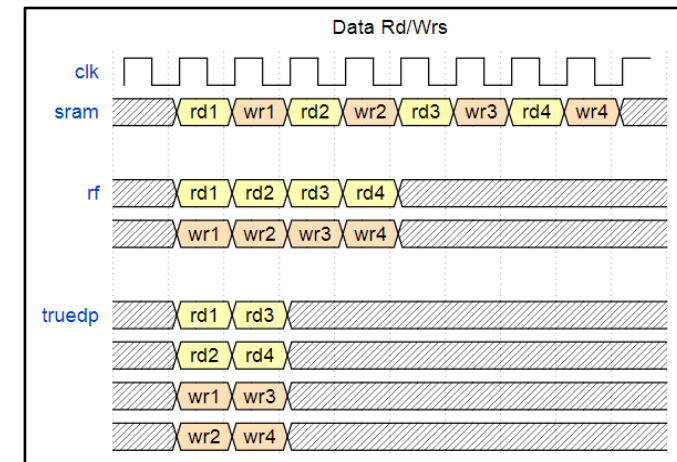 Data Rd/Wrs
clk
sram rd1 wr1 rd2 wr2 rd3 wr3 rd4 wr4
rf rd1 rd2 rd3 rd4
wr1 wr2 wr3 wr4
truedp rd1 rd3
rd2 rd4
wr1 wr3
wr2 wr4